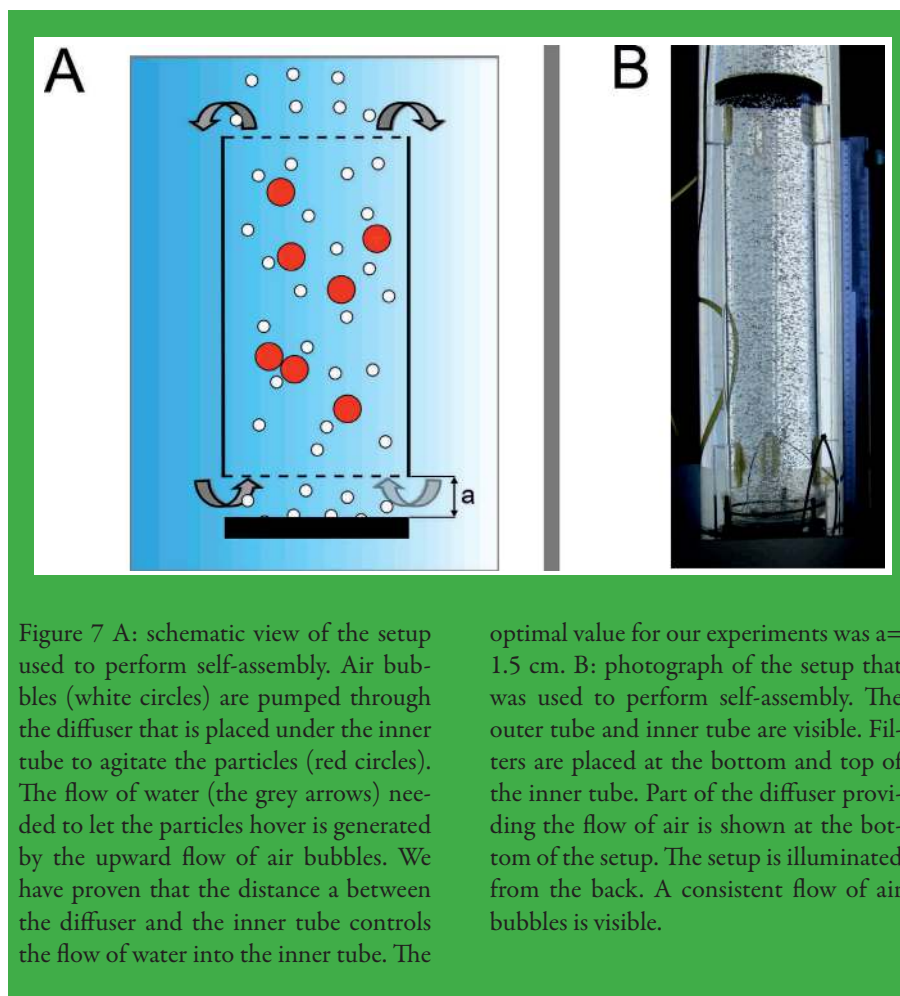 A
B
a
Figure 7 A: schematic view of the setup
used to perform self-assembly. Air bub-
bles (white circles) are pumped through
the diffuser that is placed under the inner
tube to agitate the particles (red circles).
The flow of water (the grey arrows) nee-
ded to let the particles hover is generated
by the upward flow of air bubbles. We
have proven that the distance a between
the diffuser and the inner tube controls
the flow of water into the inner tube. The
optimal value for our experiments was a=
1.5 cm. B: photograph of the setup that
was used to perform self-assembly. The
outer tube and inner tube are visible. Fil-
ters are placed at the bottom and top of
the inner tube. Part of the diffuser provi-
ding the flow of air is shown at the bot-
tom of the setup. The setup is illuminated
from the back. A consistent flow of air
bubbles is visible.